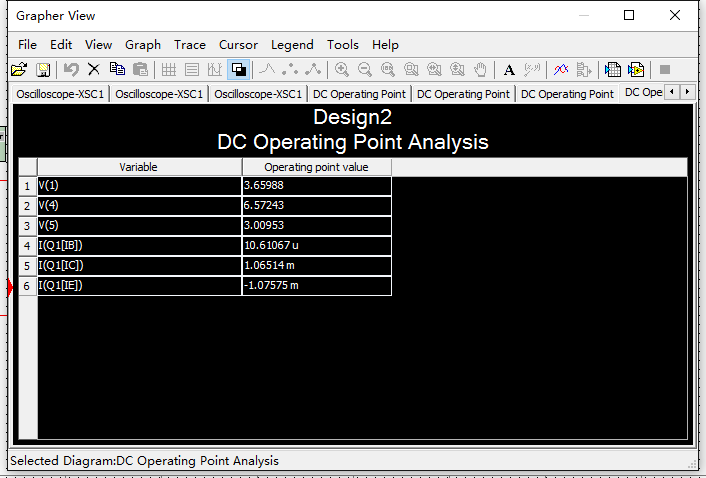 Grapher View
File Edit View Graph Trace Cursor Legend Tools Help
A
Oscilloscope-XSC1 Oscilloscope-XSC1 Oscilloscope-XSC1 DC Operating Point DC Operating Point DC Operating Point DC Ope
Design2
DC Operating Point Analysis
Variable Operating point value
1 V(1) 3.65988
2 V(4) 6.57243
3 V(5) 3.00953
4 I(Q1[IB]) 10.61067 u
5 I(Q1[IC]) 1.06514 m
6 I(Q1[IE]) -1.07575 m
Selected Diagram:DC Operating Point Analysis